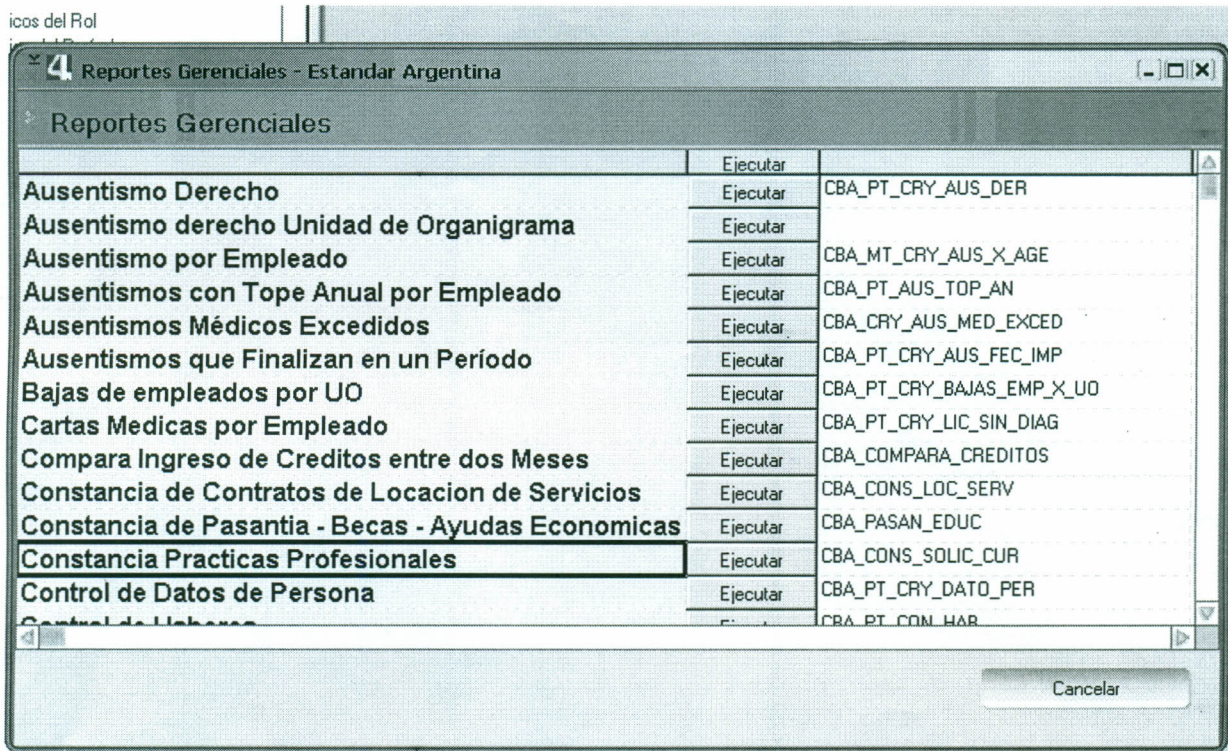 icos del Rol
4 Reportes Gerenciales - Estandar Argentina
Reportes Gerenciales
Ejecutar
Ausentismo Derecho Ejecutar CBA_PT_CRY_AUS_DER
Ausentismo derecho Unidad de Organigrama Ejecutar
Ausentismo por Empleado Ejecutar CBA_MT_CRY_AUS_X_AGE
Ausentismos con Tope Anual por Empleado Ejecutar CBA_PT_AUS_TOP_AN
Ausentismos Médicos Excedidos Ejecutar CBA_CRY_AUS_MED_EXCED
Ausentismos que Finalizan en un Período Ejecutar CBA_PT_CRY_AUS_FEC_IMP
Bajas de empleados por UO Ejecutar CBA_PT_CRY_BAJAS_EMP_X_UO
Cartas Medicas por Empleado Ejecutar CBA_PT_CRY_LIC_SIN_DIAG
Compara Ingreso de Creditos entre dos Meses Ejecutar CBA_COMPARA_CREDITOS
Constancia de Contratos de Locacion de Servicios Ejecutar CBA_CONS_LOC_SERV
Constancia de Pasantia - Becas - Ayudas Economicas Ejecutar CBA_PASAN_EDUC
Constancia Practicas Profesionales Ejecutar CBA_CONS_SOLIC_CUR
Control de Datos de Persona Ejecutar CBA_PT_CRY_DATO_PER
Control de Haberes CBA_PT_CON_HAB
Cancelar